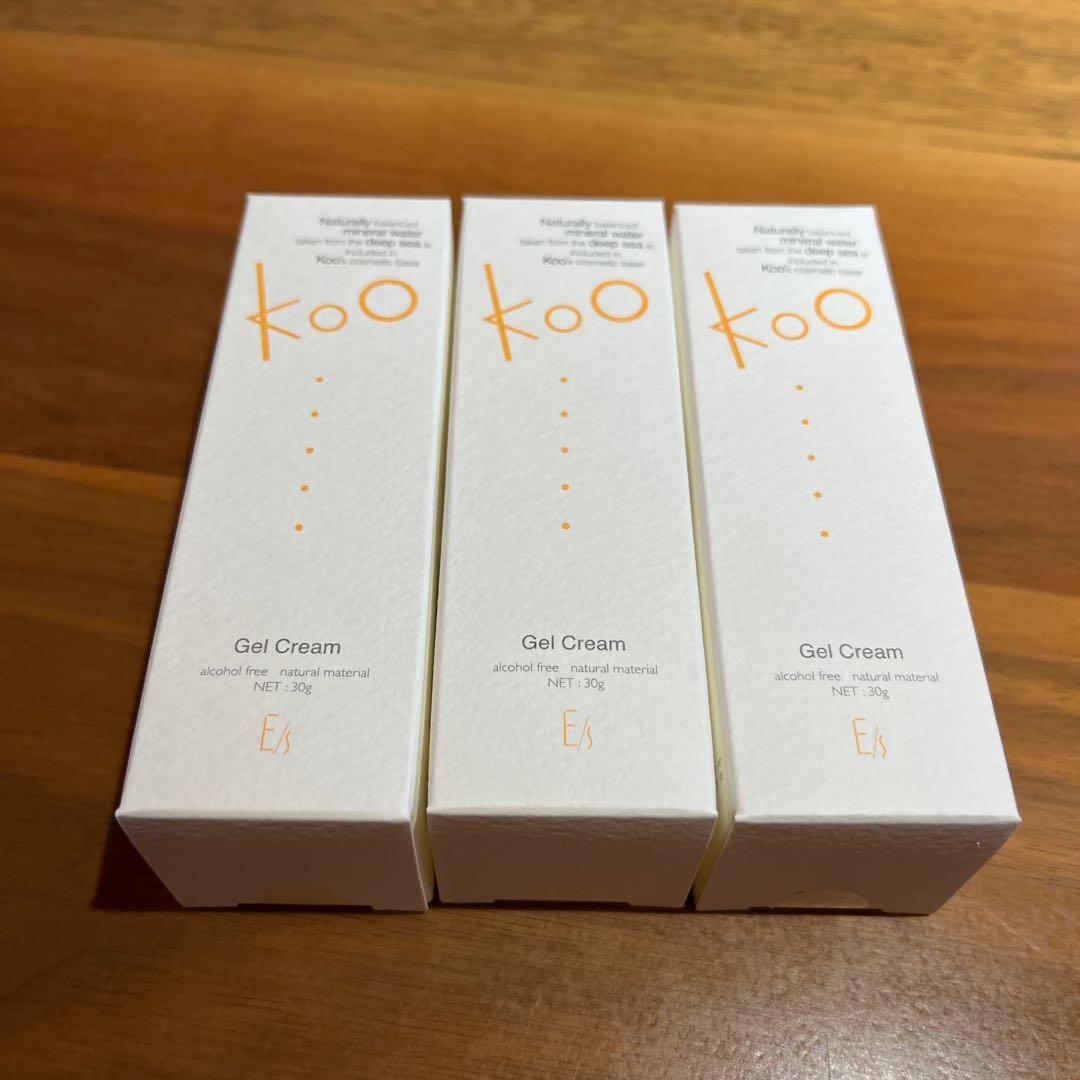 Naturally balanced
mineral water
taken from the deep sea is
included in
Koo's cosmetic base
Koo
Gel Cream
alcohol free natural material
NET : 30g
E/s
Naturally balanced
mineral water
taken from the deep sea is
included in
Koo's cosmetic base
Koo
Gel Cream
alcohol free natural material
NET : 30g
E/s
Naturally balanced
mineral water
taken from the deep sea is
included in
Koo's cosmetic base
Koo
Gel Cream
alcohol free natural material
NET : 30g
E/s